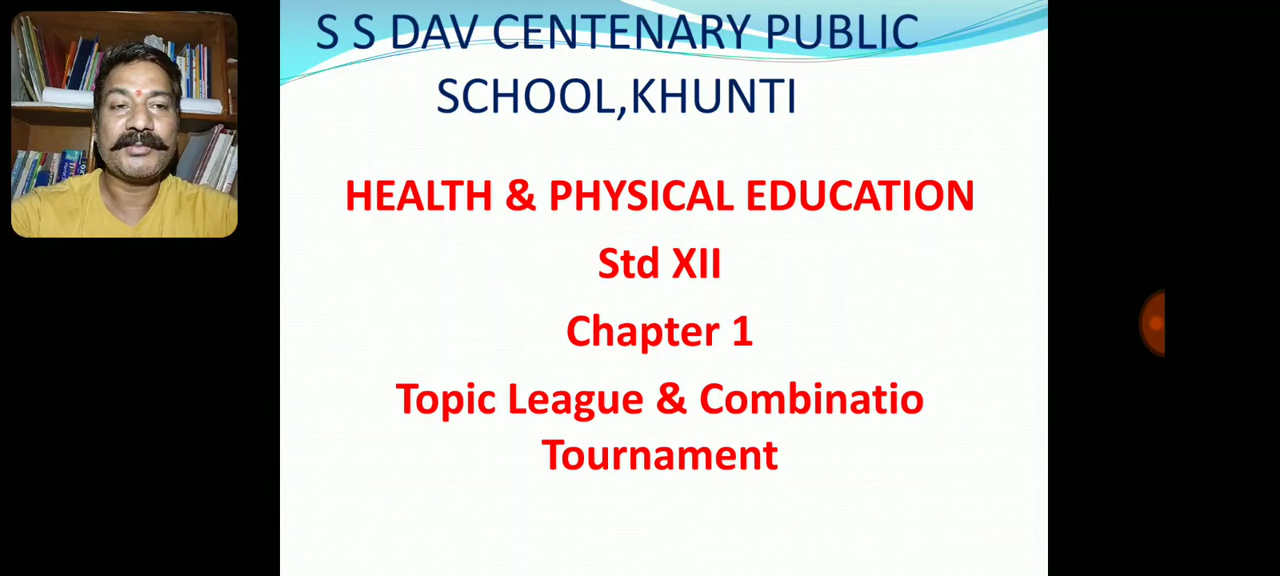 S S DAV CENTENARY PUBLIC
SCHOOL,KHUNTI
HEALTH & PHYSICAL EDUCATION
Std XII
Chapter 1
Topic League & Combinatio
Tournament